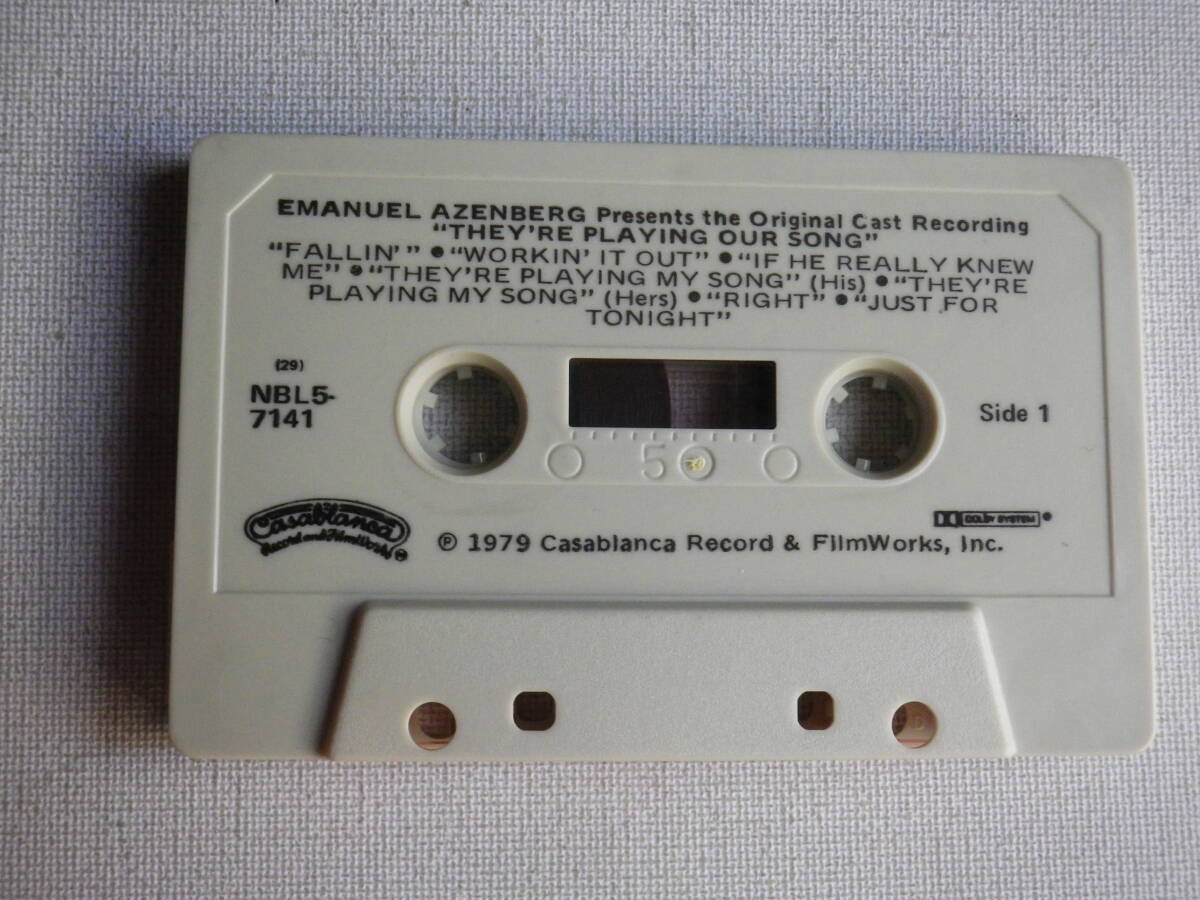 EMANUEL AZENBERG Presents the Original Cast Recording
"THEY'RE PLAYING OUR SONG"
"FALLIN'" • "WORKIN' IT OUT" • "IF HE REALLY KNEW
ME" • "THEY'RE PLAYING MY SONG" (His) • "THEY'RE
PLAYING MY SONG" (Hers) • "RIGHT" • "JUST FOR
TONIGHT"
(29)
NBL5-
7141
Side 1
50
Casablanca
Record and FilmWorks
DOLBY SYSTEM
℗ 1979 Casablanca Record & FilmWorks, Inc.